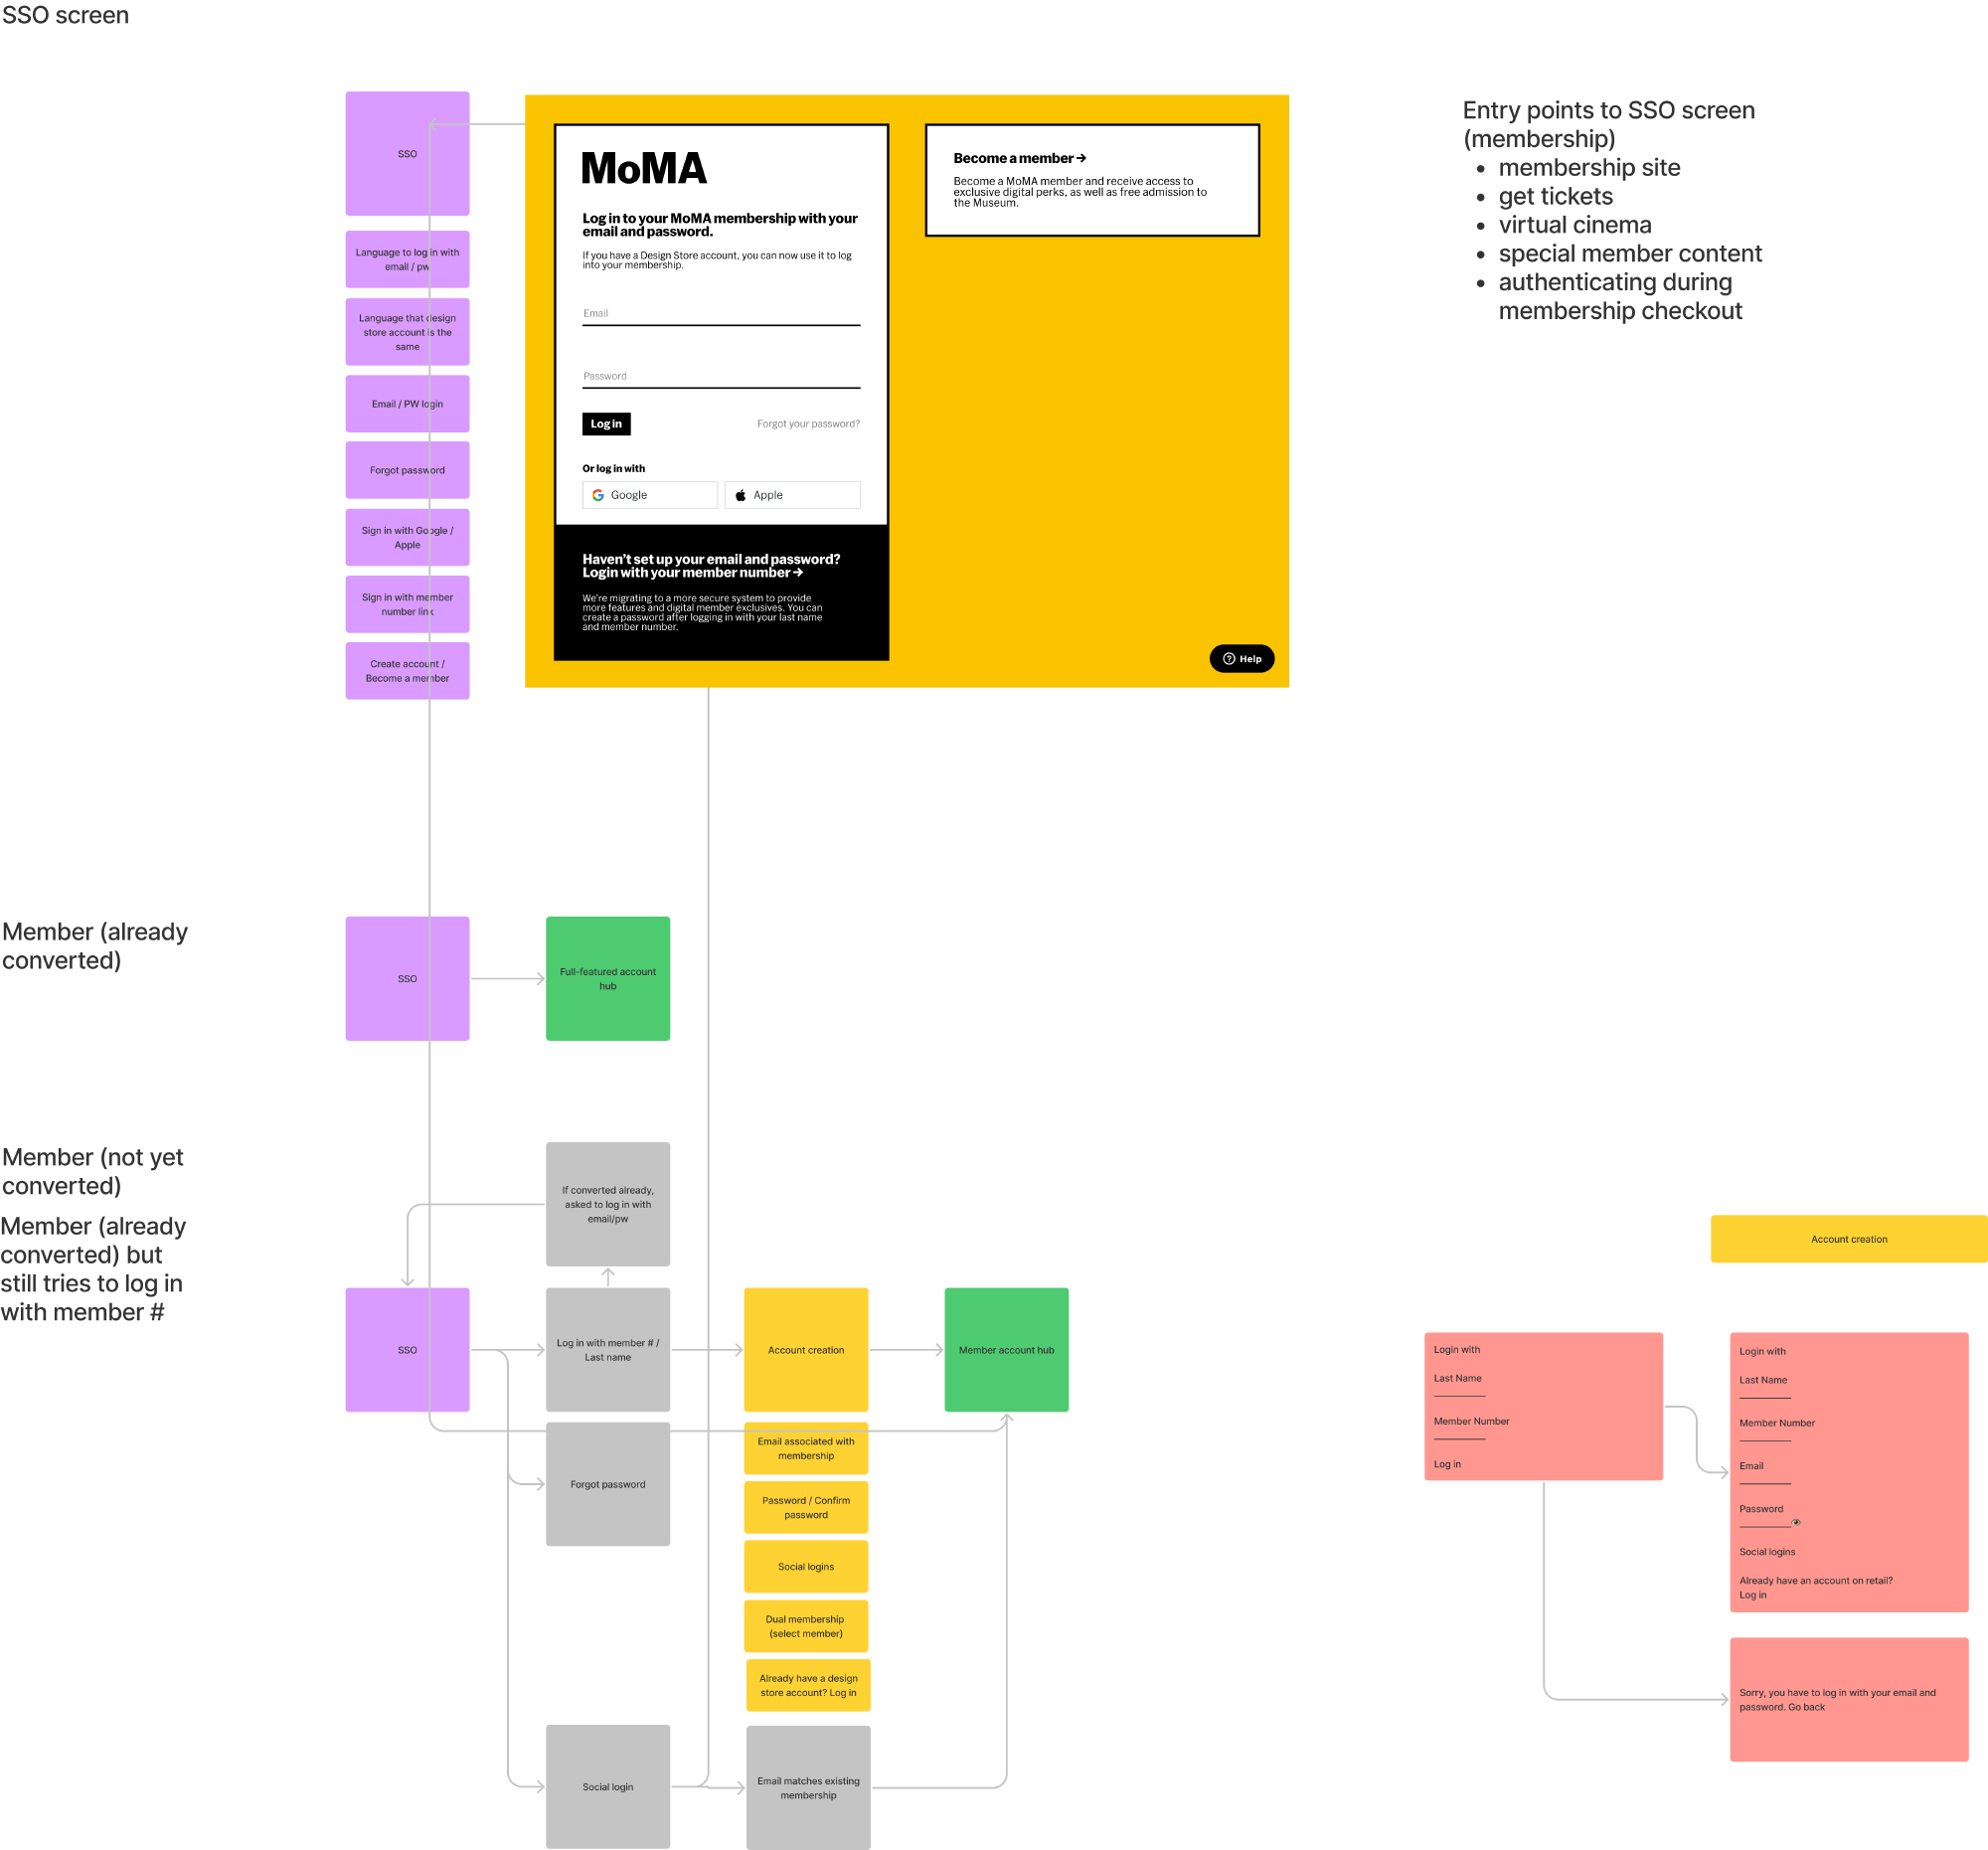 SSO screen
SSO
Language to log in with
email / pw
Language that design
store account is the
same
Email / PW login
Forgot password
Sign in with Google /
Apple
Sign in with member
number link
Create account /
Become a member
MoMA
Log in to your MoMA membership with your
email and password.
If you have a Design Store account, you can now use it to log
into your membership.
Email
Password
Log in
Forgot your password?
Or log in with
Google
Apple
Haven't set up your email and password?
Login with your member number →
We're migrating to a more secure system to provide
more features and digital member exclusives. You can
create a password after logging in with your last name
and member number.
Become a member →
Become a MoMA member and receive access to
exclusive digital perks, as well as free admission to
the Museum.
Help
Entry points to SSO screen
(membership)
• membership site
• get tickets
• virtual cinema
• special member content
• authenticating during
membership checkout
Member (already
converted)
SSO
Full-featured account
hub
Member (not yet
converted)
Member (already
converted) but
still tries to log in
with member #
If converted already,
asked to log in with
email/pw
SSO
Log in with member # /
Last name
Account creation
Member account hub
Forgot password
Email associated with
membership
Password / Confirm
password
Social logins
Dual membership
(select member)
Already have a design
store account? Log in
Social login
Email matches existing
membership
Account creation
Login with
Last Name
Member Number
Log in
Login with
Last Name
Member Number
Email
Password
Social logins
Already have an account on retail?
Log in
Sorry, you have to log in with your email and
password. Go back